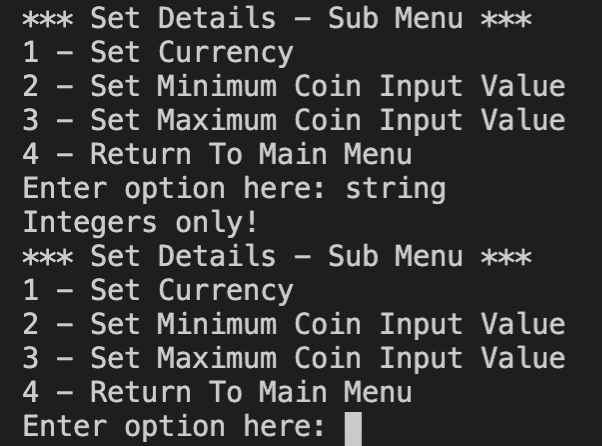 *** Set Details - Sub Menu ***
1 - Set Currency
2 - Set Minimum Coin Input Value
3 - Set Maximum Coin Input Value
4 - Return To Main Menu
Enter option here: string
Integers only!
*** Set Details - Sub Menu ***
1 - Set Currency
2 - Set Minimum Coin Input Value
3 - Set Maximum Coin Input Value
4 - Return To Main Menu
Enter option here: